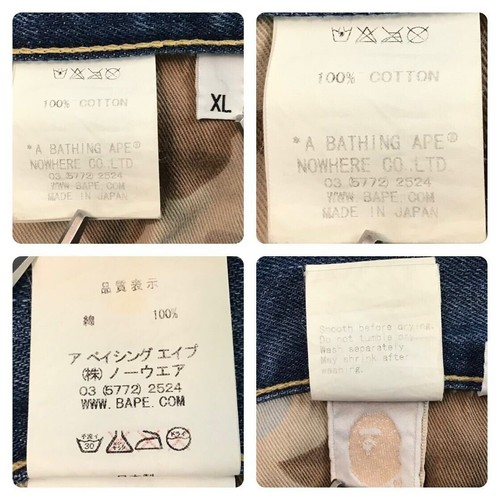 100% COTTON
XL
*A BATHING APE®
NOWHERE CO., LTD.
03 (5772) 2524
WWW.BAPE.COM
MADE IN JAPAN
100% COTTON
*A BATHING APE®
NOWHERE CO., LTD.
03 (5772) 2524
WWW.BAPE.COM
MADE IN JAPAN
品質表示
綿 100%
ア ベイシング エイプ
(株) ノーウエア
03 (5772) 2524
WWW. BAPE. COM
30
Smooth before drying.
Do not tumble dry.
Wash separately.
May shrink after
washing.